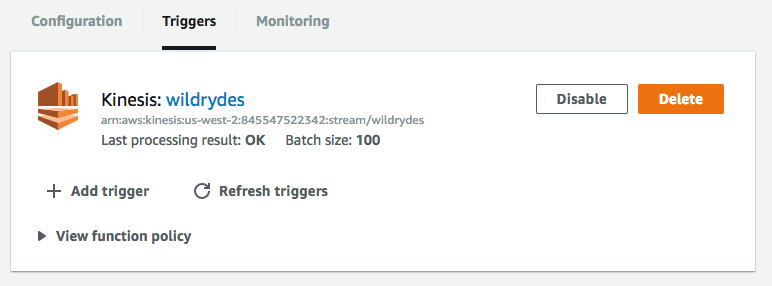 Configuration Triggers Monitoring
Kinesis: wildrydes Disable Delete
arn:aws:kinesis:us-west-2:845547522342:stream/wildrydes
Last processing result: OK Batch size: 100
Add trigger Refresh triggers
View function policy